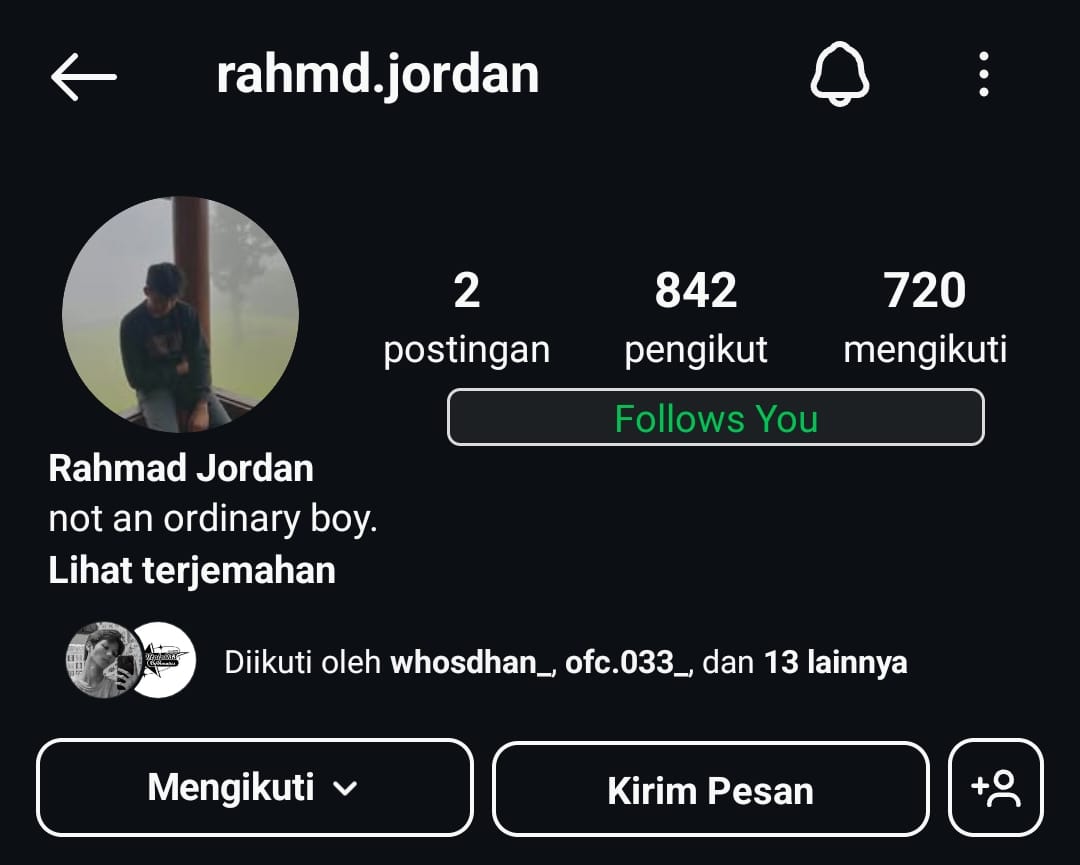 rahmd.jordan
2 842 720
postingan pengikut mengikuti
Follows You
Rahmad Jordan
not an ordinary boy.
Lihat terjemahan
Diikuti oleh whosdhan_, ofc.033_, dan 13 lainnya
Mengikuti Kirim Pesan